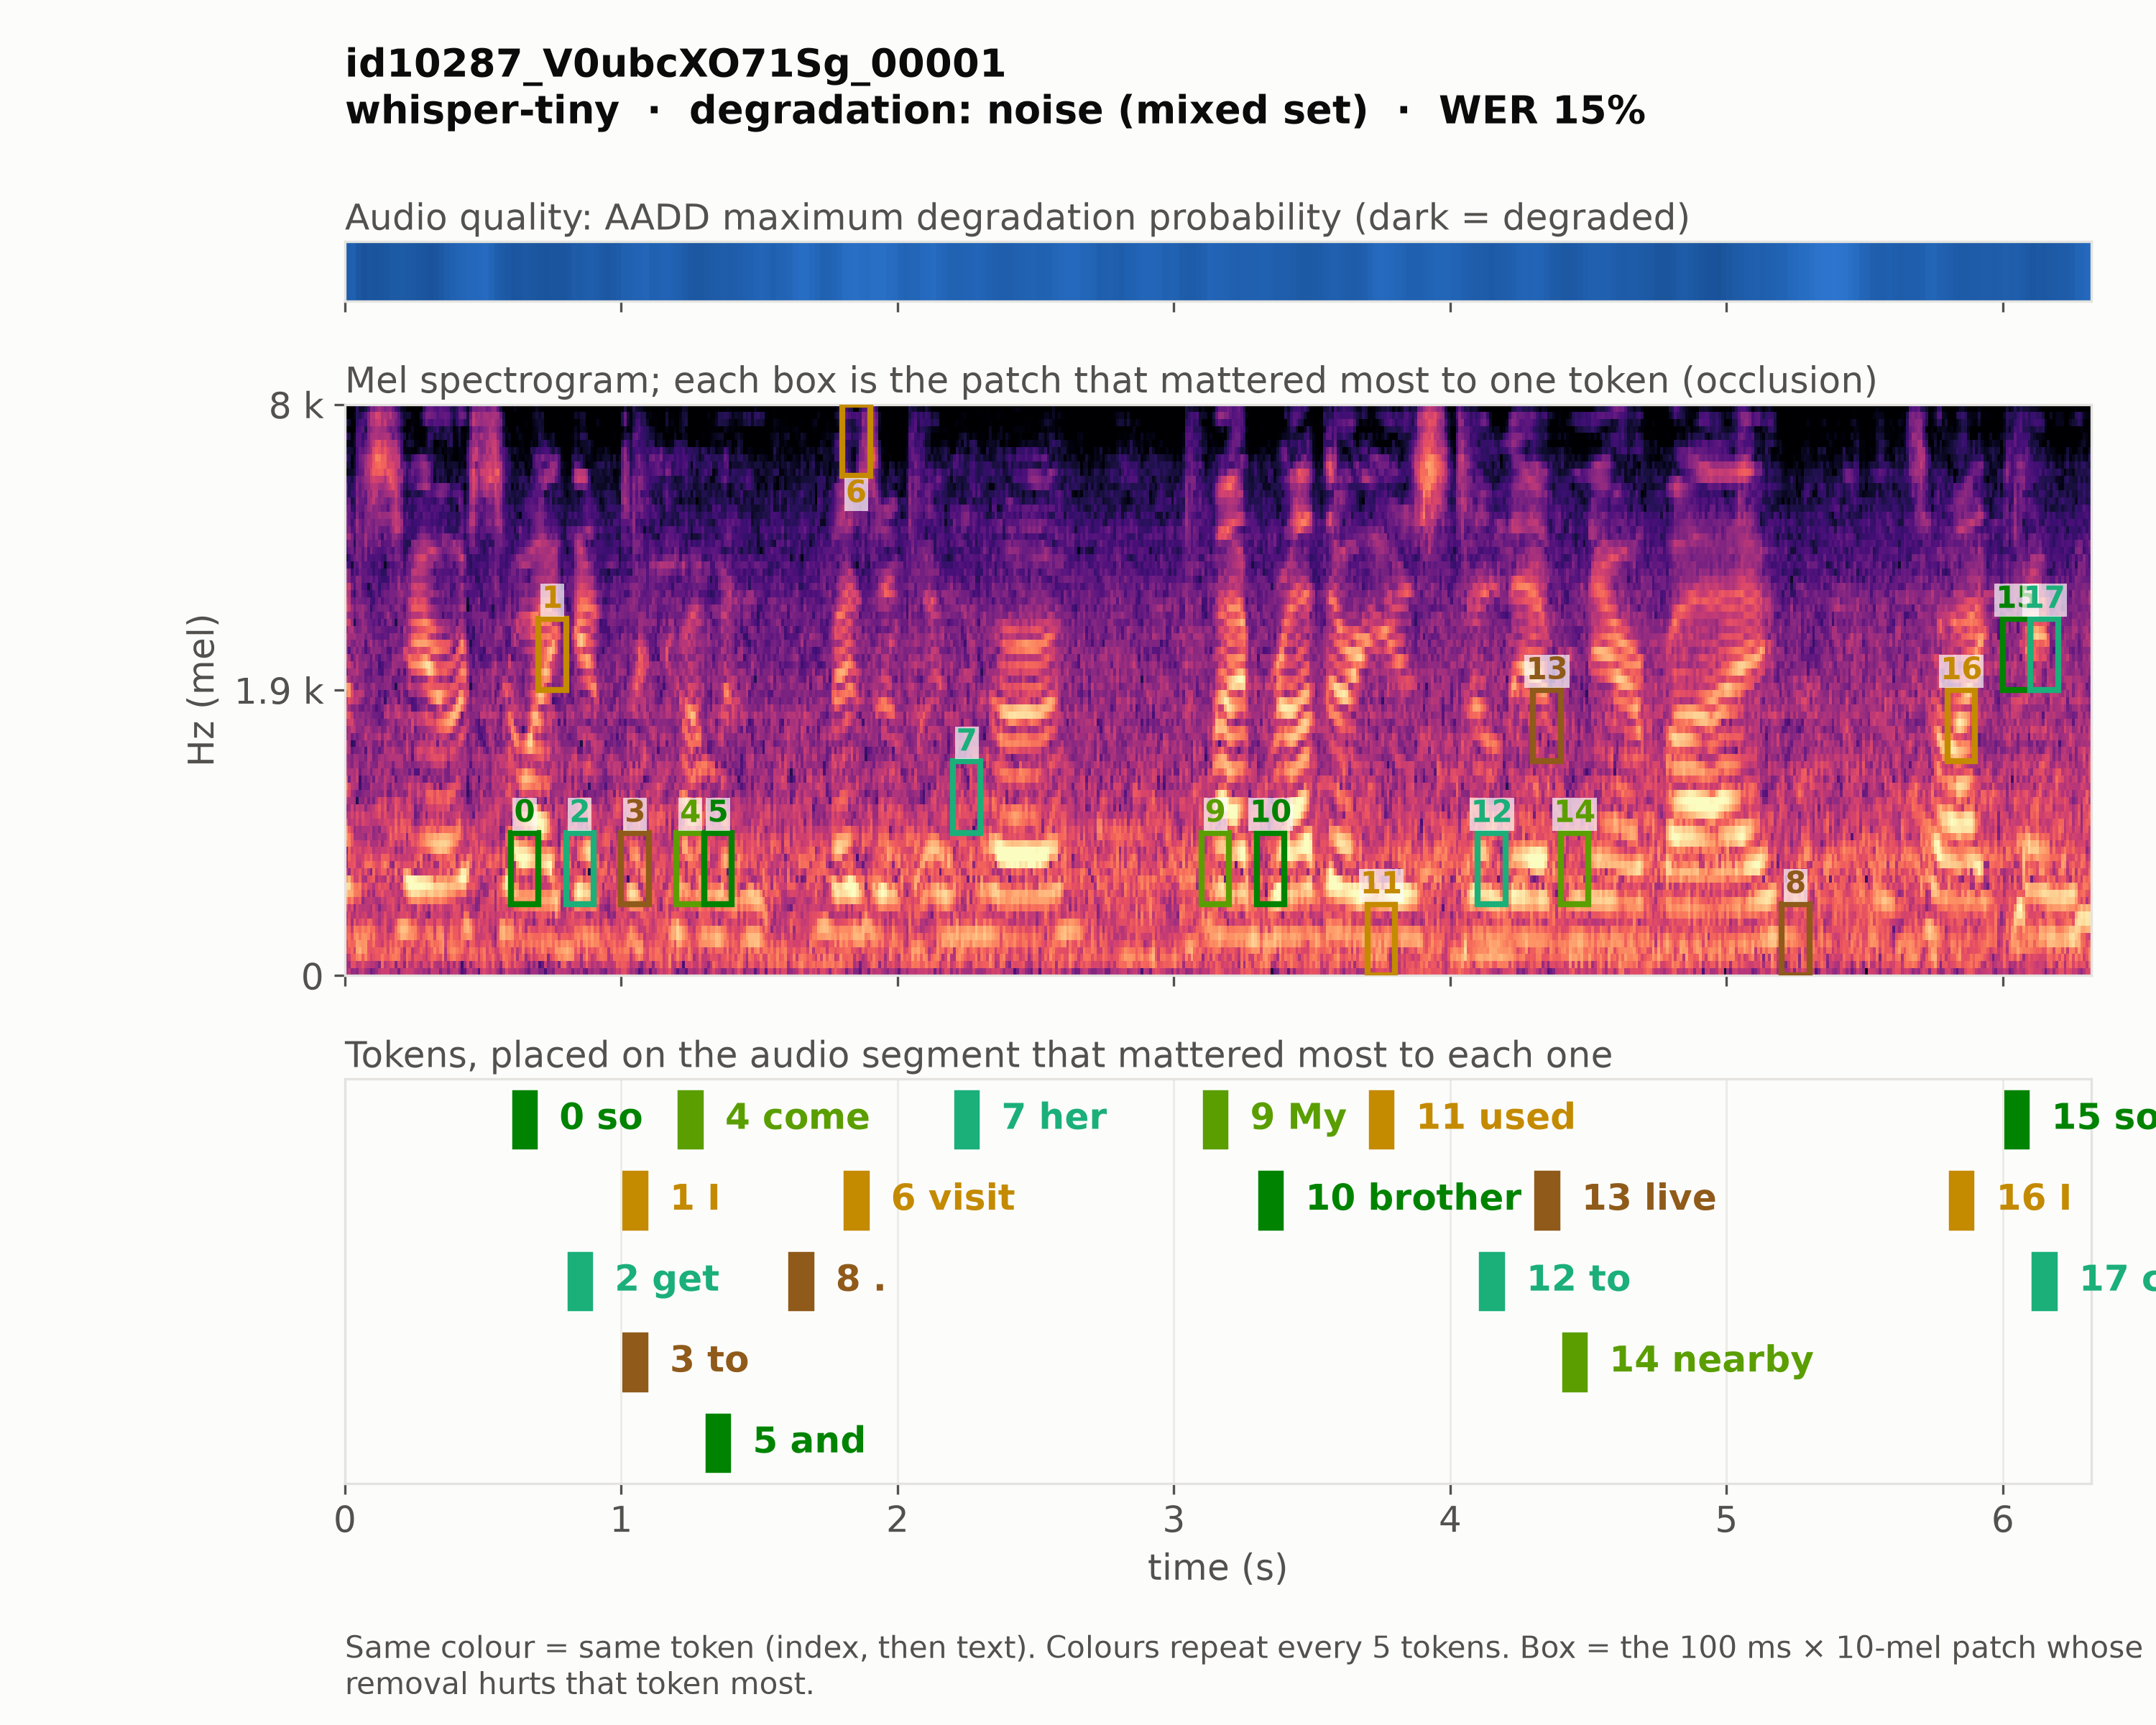 id10287_V0ubcXO71Sg_00001
whisper-tiny · degradation: noise (mixed set) · WER 15%
Audio quality: AADD maximum degradation probability (dark = degraded)
Mel spectrogram; each box is the patch that mattered most to one token (occlusion)
8 k
6
1
15 17
Hz (mel)
1.9 k
13
16
7
0 2 3 4 5 9 10 12 14
11
8
0
Tokens, placed on the audio segment that mattered most to each one
0 so 4 come 7 her 9 My 11 used 15 so
1 I 6 visit 10 brother 13 live 16 I
2 get 8 . 12 to 17
3 to 14 nearby
5 and
0 1 2 3 4 5 6
time (s)
Same colour = same token (index, then text). Colours repeat every 5 tokens. Box = the 100 ms × 10-mel patch whose
removal hurts that token most.